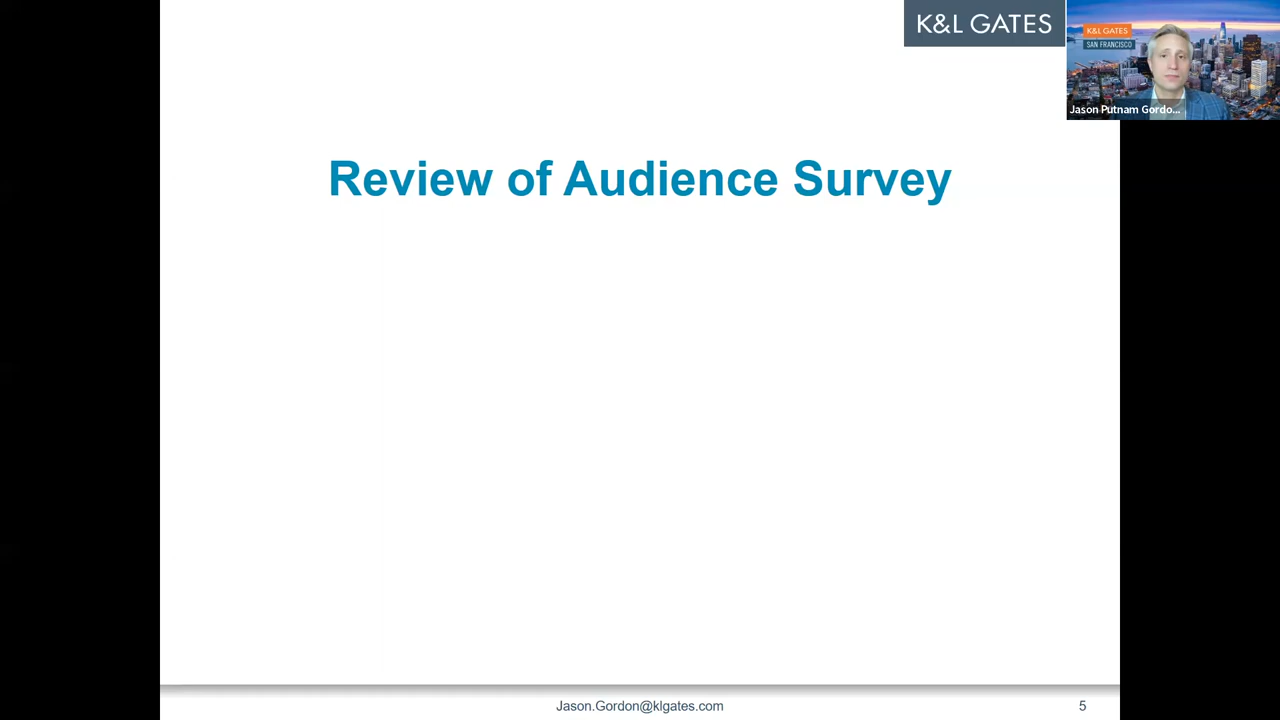 K&L GATES
K&L GATES
SAN FRANCISCO
Jason Putnam Gordo...
Review of Audience Survey
Jason.Gordon@klgates.com
5